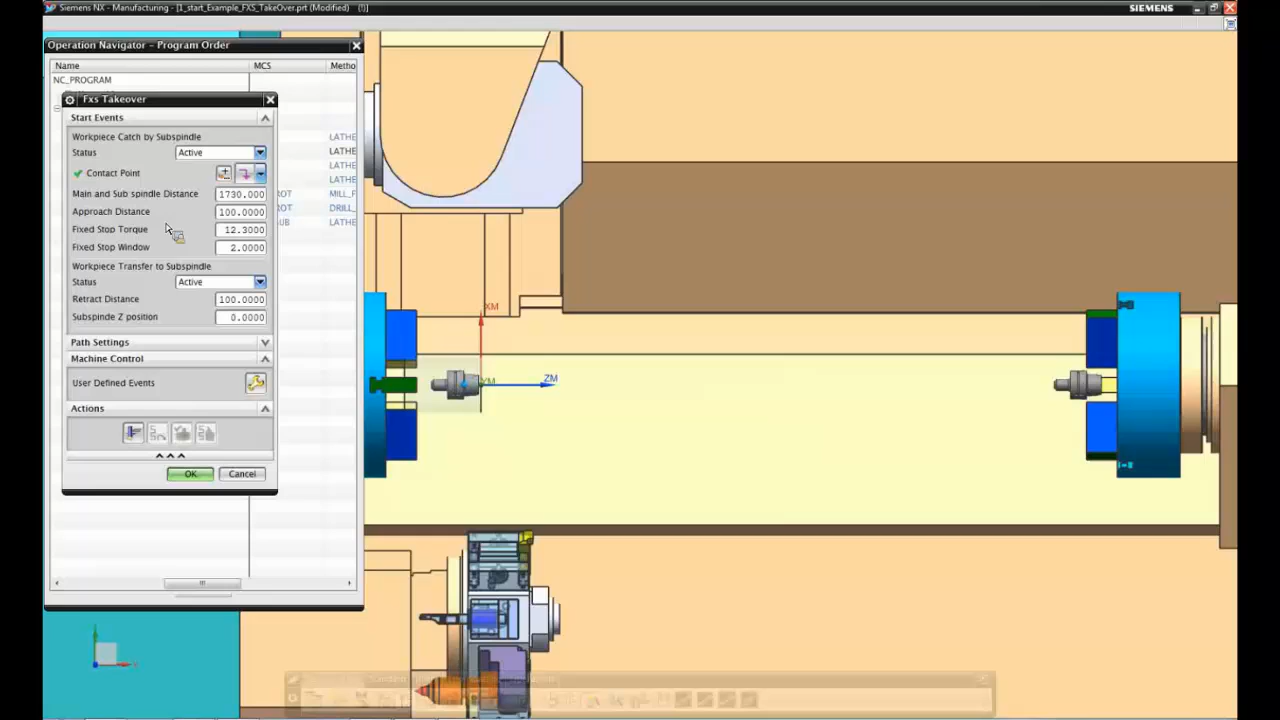 Siemens NX - Manufacturing - [1_start_Example_FXS_TakeOver.prt (Modified) (!)]
SIEMENS
Operation Navigator - Program Order
Name MCS Metho
NC_PROGRAM
Fxs Takeover
Start Events
Workpiece Catch by Subspindle
LATHE
Status Active
LATHE
Contact Point
LATHE
LATHE
Main and Sub spindle Distance 1730.000
ROT MILL_F
Approach Distance 100.0000
ROT DRILL_
Fixed Stop Torque 12.3000
UB LATHE
Fixed Stop Window 2.0000
Workpiece Transfer to Subspindle
Status Active
Retract Distance 100.0000
Subspinde Z position 0.0000
Path Settings
Machine Control
User Defined Events
Actions
OK Cancel
XM
YM
ZM